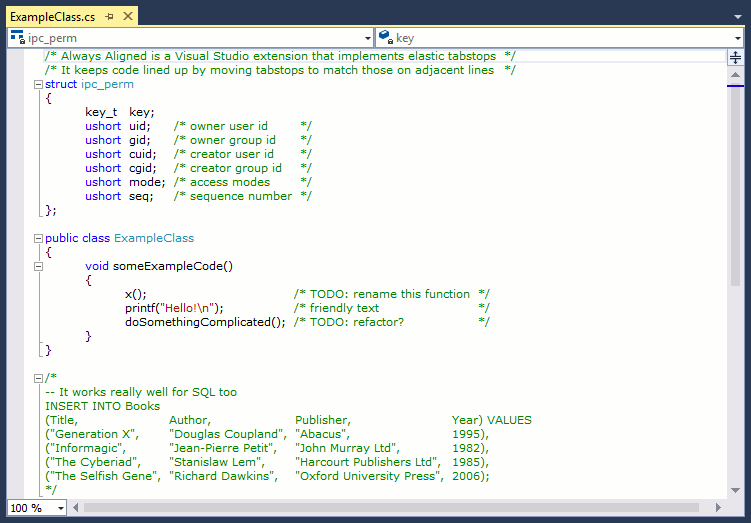 ExampleClass.cs
ipc_perm key
/* Always Aligned is a Visual Studio extension that implements elastic tabstops */
/* It keeps code lined up by moving tabstops to match those on adjacent lines */
struct ipc_perm
{
key_t key;
ushort uid; /* owner user id */
ushort gid; /* owner group id */
ushort cuid; /* creator user id */
ushort cgid; /* creator group id */
ushort mode; /* access modes */
ushort seq; /* sequence number */
};
public class ExampleClass
{
void someExampleCode()
{
x(); /* TODO: rename this function */
printf("Hello!\n"); /* friendly text */
doSomethingComplicated(); /* TODO: refactor? */
}
}
/*
-- It works really well for SQL too
INSERT INTO Books
(Title, Author, Publisher, Year) VALUES
("Generation X", "Douglas Coupland", "Abacus", 1995),
("Informagic", "Jean-Pierre Petit", "John Murray Ltd", 1982),
("The Cyberiad", "Stanislaw Lem", "Harcourt Publishers Ltd", 1985),
("The Selfish Gene", "Richard Dawkins", "Oxford University Press", 2006);
*/
100 %